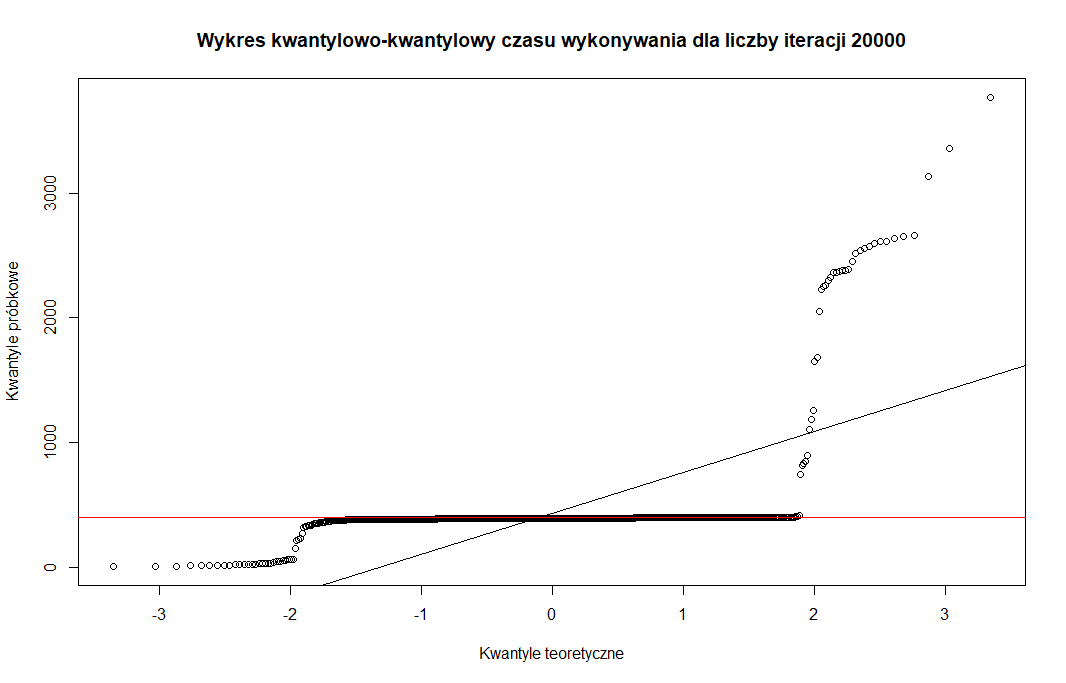 Wykres kwantylowo-kwantylowy czasu wykonywania dla liczby iteracji 20000
Kwantyle próbkowe
3000
2000
1000
0
-3 -2 -1 0 1 2 3
Kwantyle teoretyczne